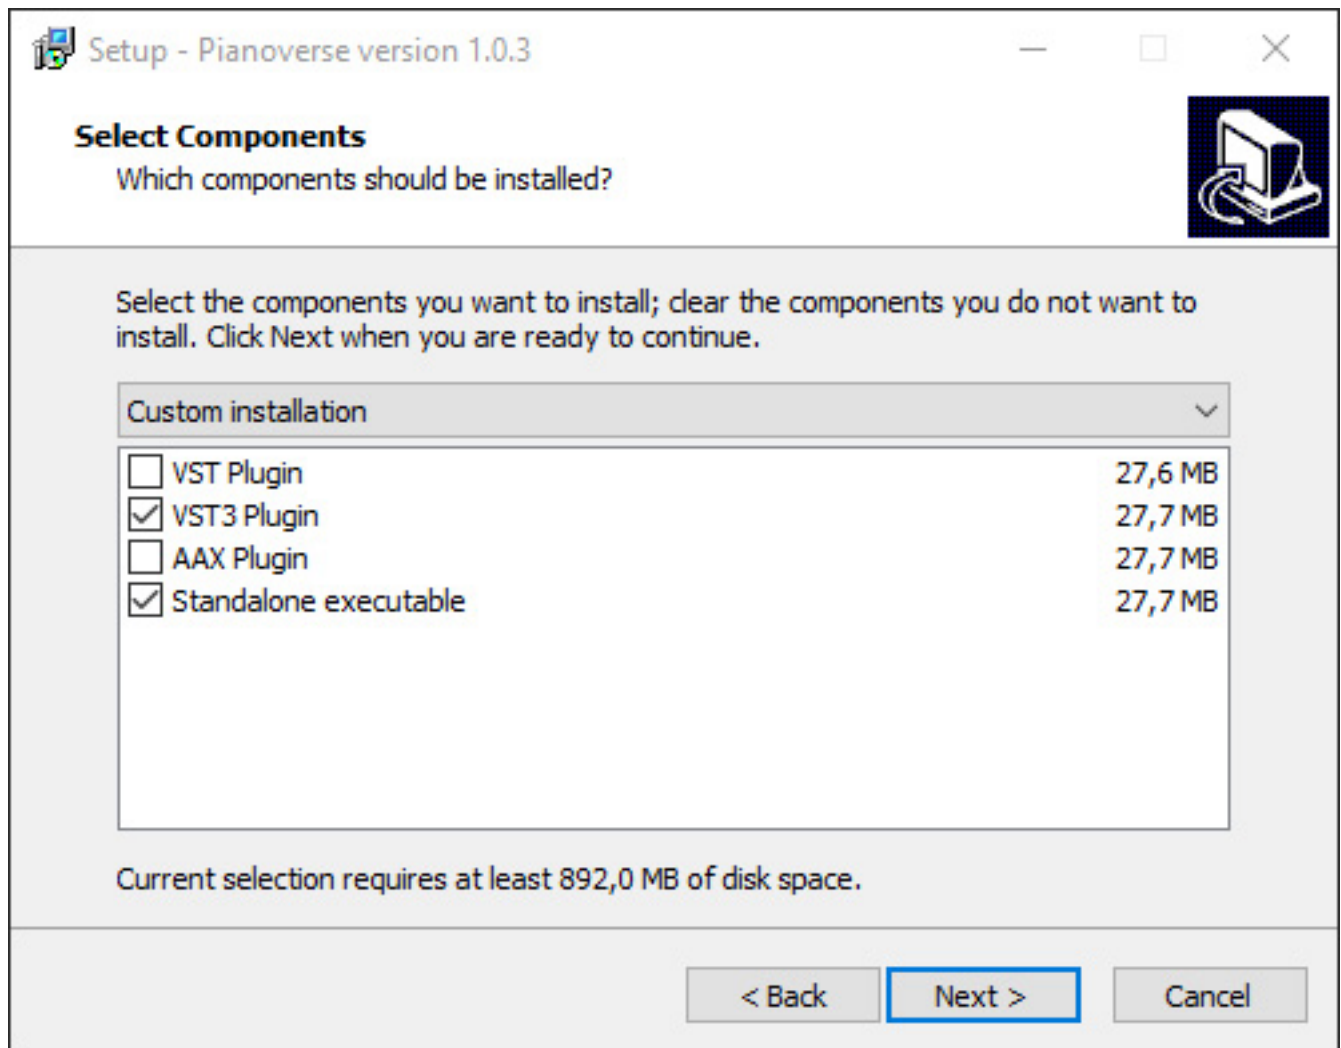 Setup - Pianoverse version 1.0.3
Select Components
Which components should be installed?
Select the components you want to install; clear the components you do not want to
install. Click Next when you are ready to continue.
Custom installation
VST Plugin 27,6 MB
VST3 Plugin 27,7 MB
AAX Plugin 27,7 MB
Standalone executable 27,7 MB
Current selection requires at least 892,0 MB of disk space.
< Back Next > Cancel